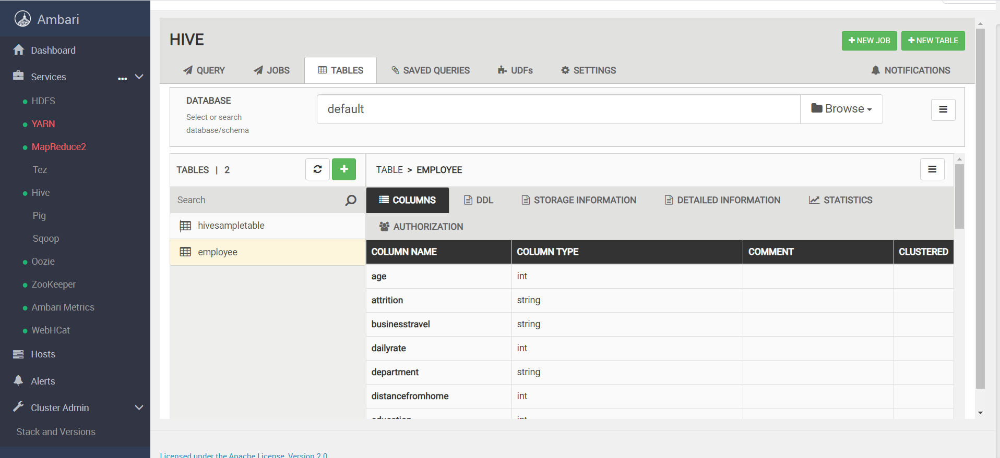 Ambari
Dashboard
Services
HDFS
YARN
MapReduce2
Tez
Hive
Pig
Sqoop
Oozie
ZooKeeper
Ambari Metrics
WebHCat
Hosts
Alerts
Cluster Admin
Stack and Versions
HIVE
NEW JOB
NEW TABLE
QUERY
JOBS
TABLES
SAVED QUERIES
UDFs
SETTINGS
NOTIFICATIONS
DATABASE
Select or search
database/schema
default
Browse
TABLES | 2
Search
hivesampletable
employee
TABLE > EMPLOYEE
COLUMNS
DDL
STORAGE INFORMATION
DETAILED INFORMATION
STATISTICS
AUTHORIZATION
COLUMN NAME COLUMN TYPE COMMENT CLUSTERED
age int
attrition string
businesstravel string
dailyrate int
department string
distancefromhome int
education int
Licensed under the Apache License, Version 2.0